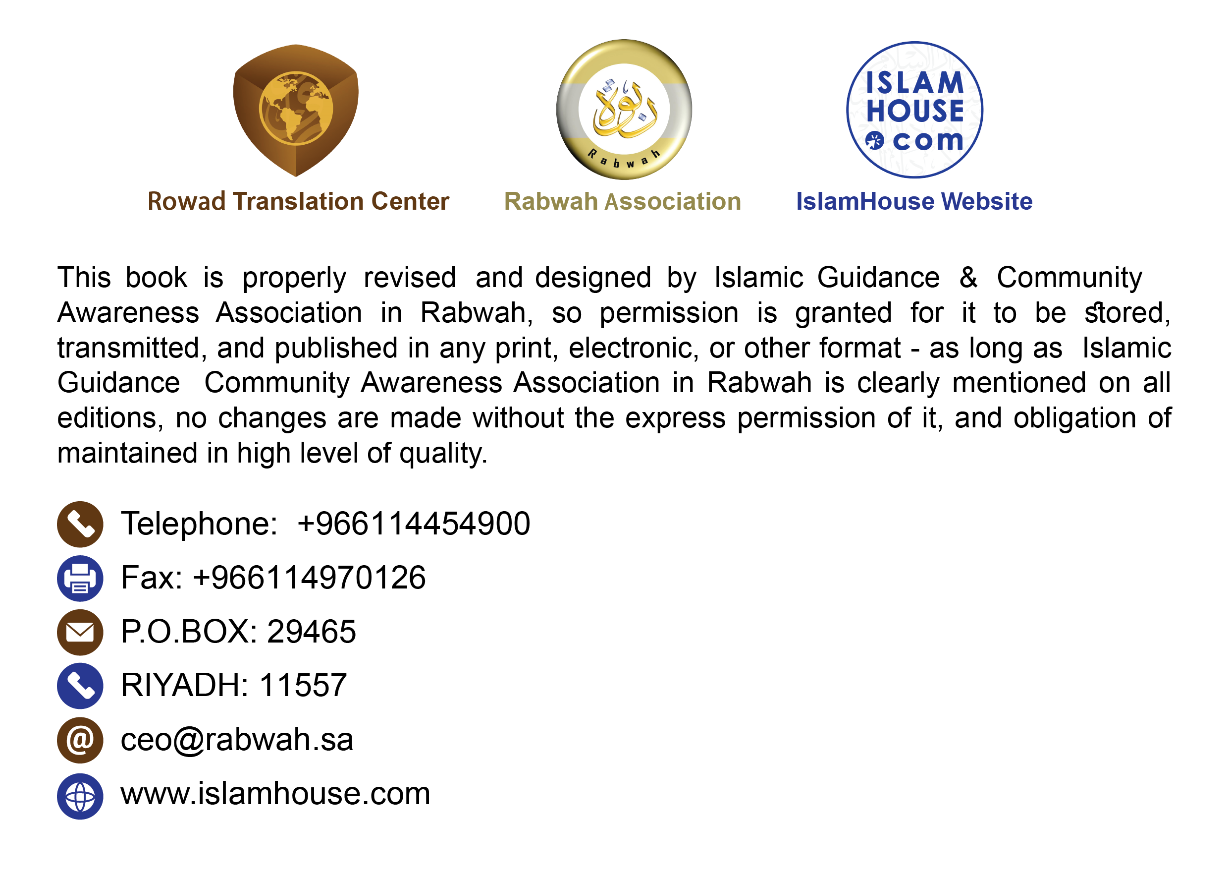 ISLAM
HOUSE
com
ربوة
Rabwah
Rowad Translation Center
Rabwah Association
IslamHouse Website
This book is properly revised and designed by Islamic Guidance & Community
Awareness Association in Rabwah, so permission is granted for it to be stored,
transmitted, and published in any print, electronic, or other format - as long as Islamic
Guidance Community Awareness Association in Rabwah is clearly mentioned on all
editions, no changes are made without the express permission of it, and obligation of
maintained in high level of quality.
Telephone: +966114454900
Fax: +966114970126
P.O.BOX: 29465
RIYADH: 11557
@ ceo@rabwah.sa
www.islamhouse.com